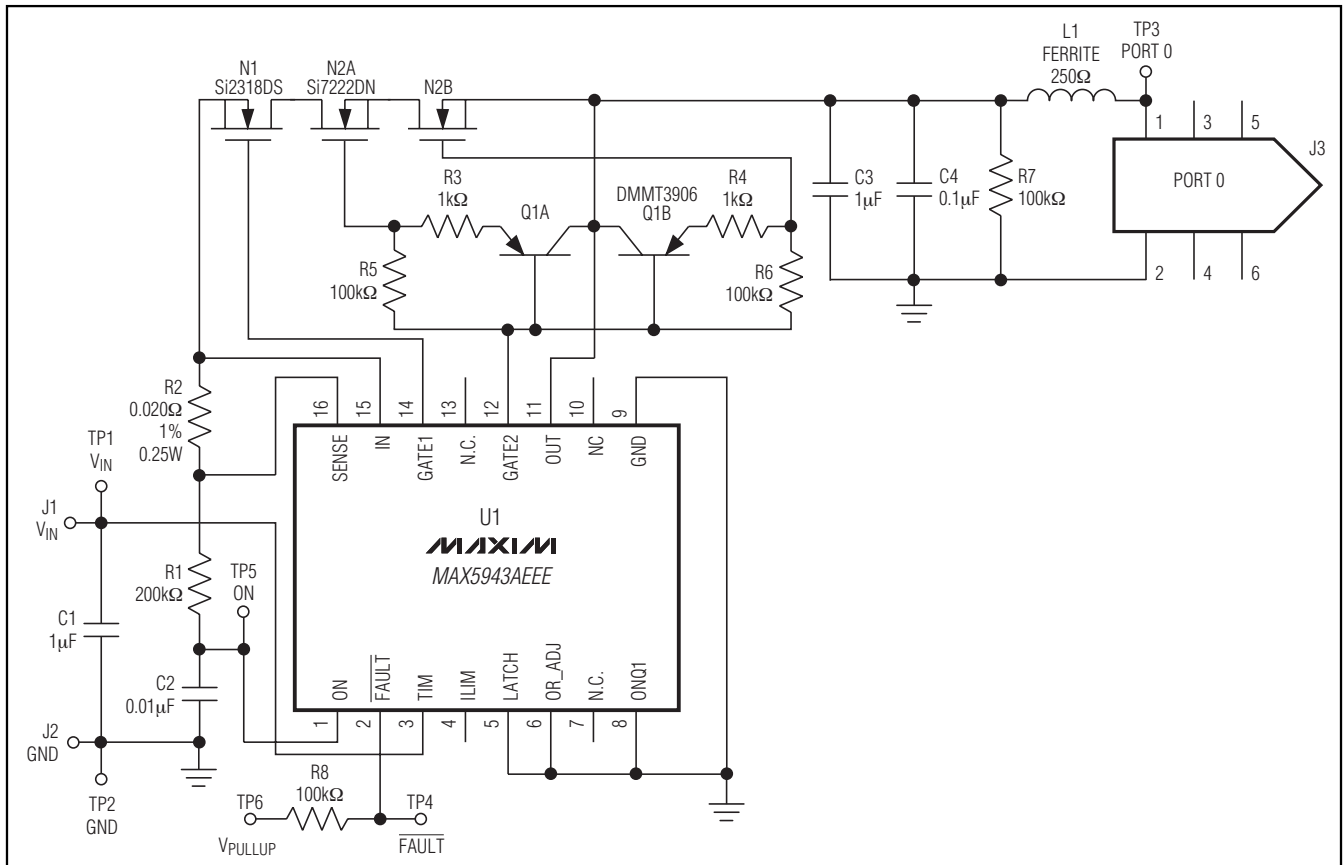 N1
Si2318DS
N2A
Si7222DN
N2B
L1
FERRITE
250Ω
TP3
PORT 0
1
3
5
J3
PORT 0
2
4
6
R3
1kΩ
Q1A
DMMT3906
Q1B
R4
1kΩ
C3
1µF
C4
0.1µF
R7
100kΩ
R5
100kΩ
R6
100kΩ
R2
0.020Ω
1%
0.25W
16
15
14
13
12
11
10
9
SENSE
IN
GATE1
N.C.
GATE2
OUT
NC
GND
TP1
VIN
J1
VIN
U1
MAXIM
MAX5943AEEE
R1
200kΩ
TP5
ON
C1
1µF
C2
0.01µF
ON
FAULT
TIM
ILIM
LATCH
OR_ADJ
N.C.
ONQ1
1
2
3
4
5
6
7
8
J2
GND
TP2
GND
R8
100kΩ
TP6
VPULLUP
TP4
FAULT